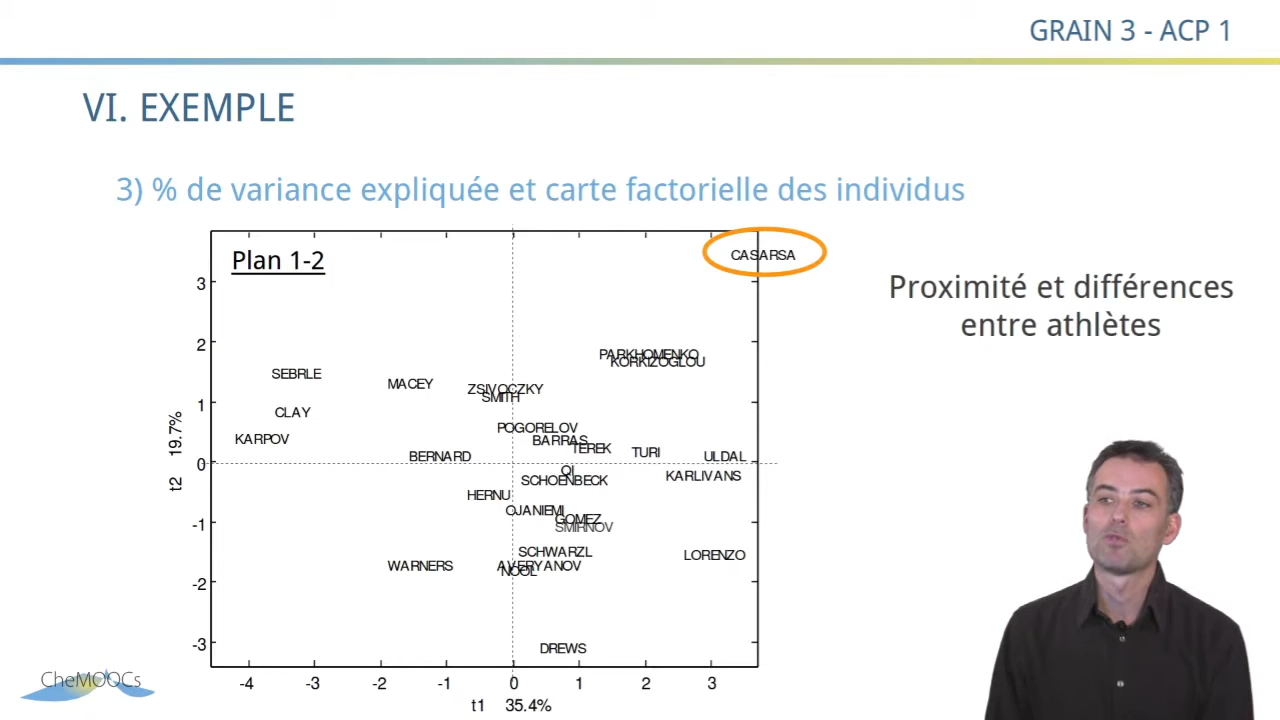 GRAIN 3 - ACP 1
VI. EXEMPLE
3) % de variance expliquée et carte factorielle des individus
Plan 1-2
CASARSA
Proximité et différences
entre athlètes
PARKHOMENKO
KORKIZOGLOU
SEBRLE
MACEY
ZSIVOCZKY
SMITH
CLAY
KARPOV
POGORELOV
BARRAS
TEREK
TURI
BERNARD
ULDAL
QI
KARLIVANS
SCHOENBECK
HERNU
OJANIEMI
GOMEZ
SMIRNOV
SCHWARZL
LORENZO
WARNERS
AVERYANOV
NOOL
DREWS
3
2
1
0
-1
-2
-3
t2 19.7%
-4 -3 -2 -1 0 1 2 3
t1 35.4%
CheMOOCs